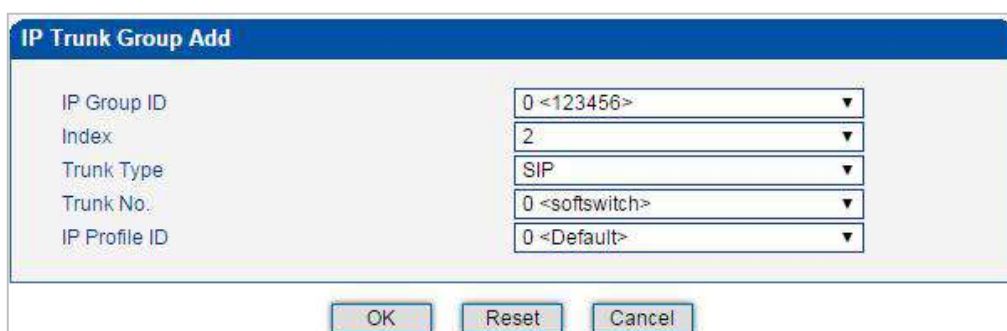 IP Trunk Group Add
IP Group ID 0 <123456>
Index 2
Trunk Type SIP
Trunk No. 0 <softswitch>
IP Profile ID 0 <Default>
OK Reset Cancel